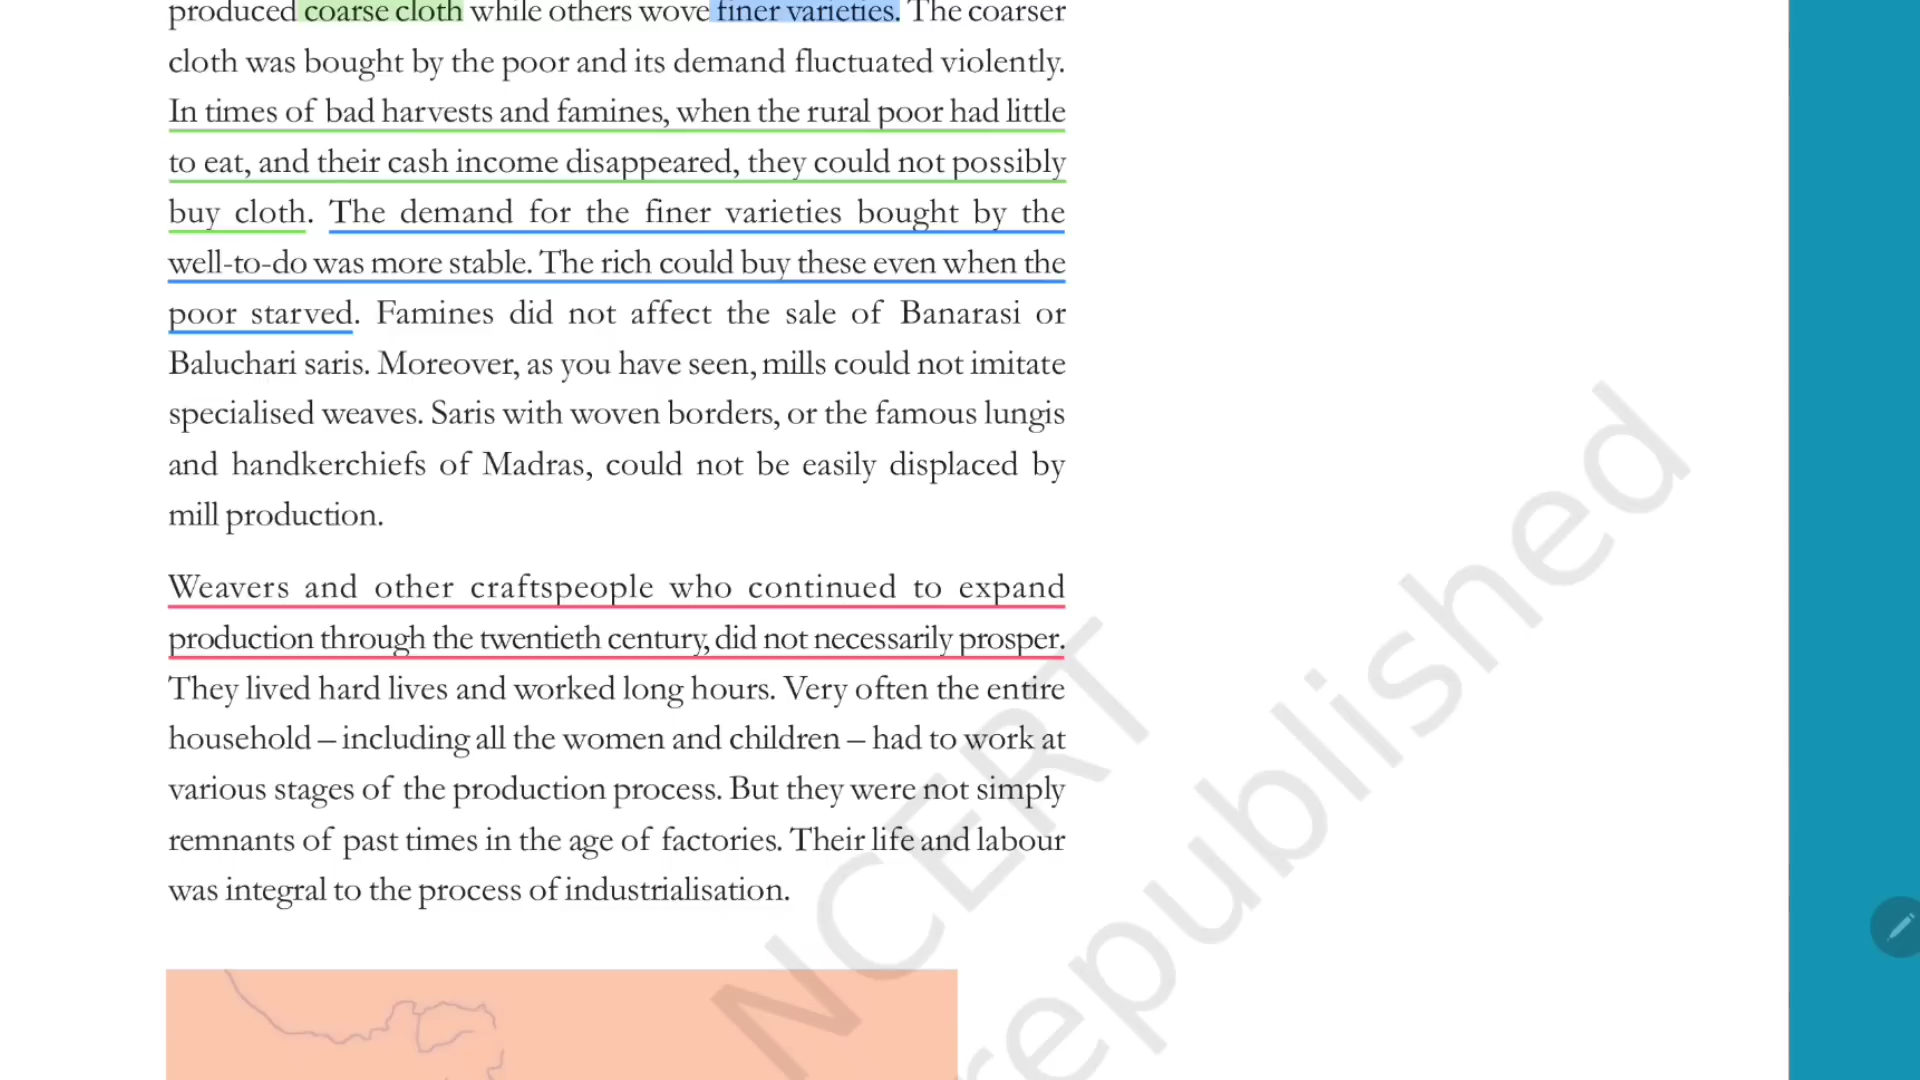 produced coarse cloth while others wove finer varieties. The coarser
cloth was bought by the poor and its demand fluctuated violently.
In times of bad harvests and famines, when the rural poor had little
to eat, and their cash income disappeared, they could not possibly
buy cloth. The demand for the finer varieties bought by the
well-to-do was more stable. The rich could buy these even when the
poor starved. Famines did not affect the sale of Banarasi or
Baluchari saris. Moreover, as you have seen, mills could not imitate
specialised weaves. Saris with woven borders, or the famous lungis
and handkerchiefs of Madras, could not be easily displaced by
mill production.
Weavers and other craftspeople who continued to expand
production through the twentieth century, did not necessarily prosper.
They lived hard lives and worked long hours. Very often the entire
household – including all the women and children – had to work at
various stages of the production process. But they were not simply
remnants of past times in the age of factories. Their life and labour
was integral to the process of industrialisation.
NCERT
republished